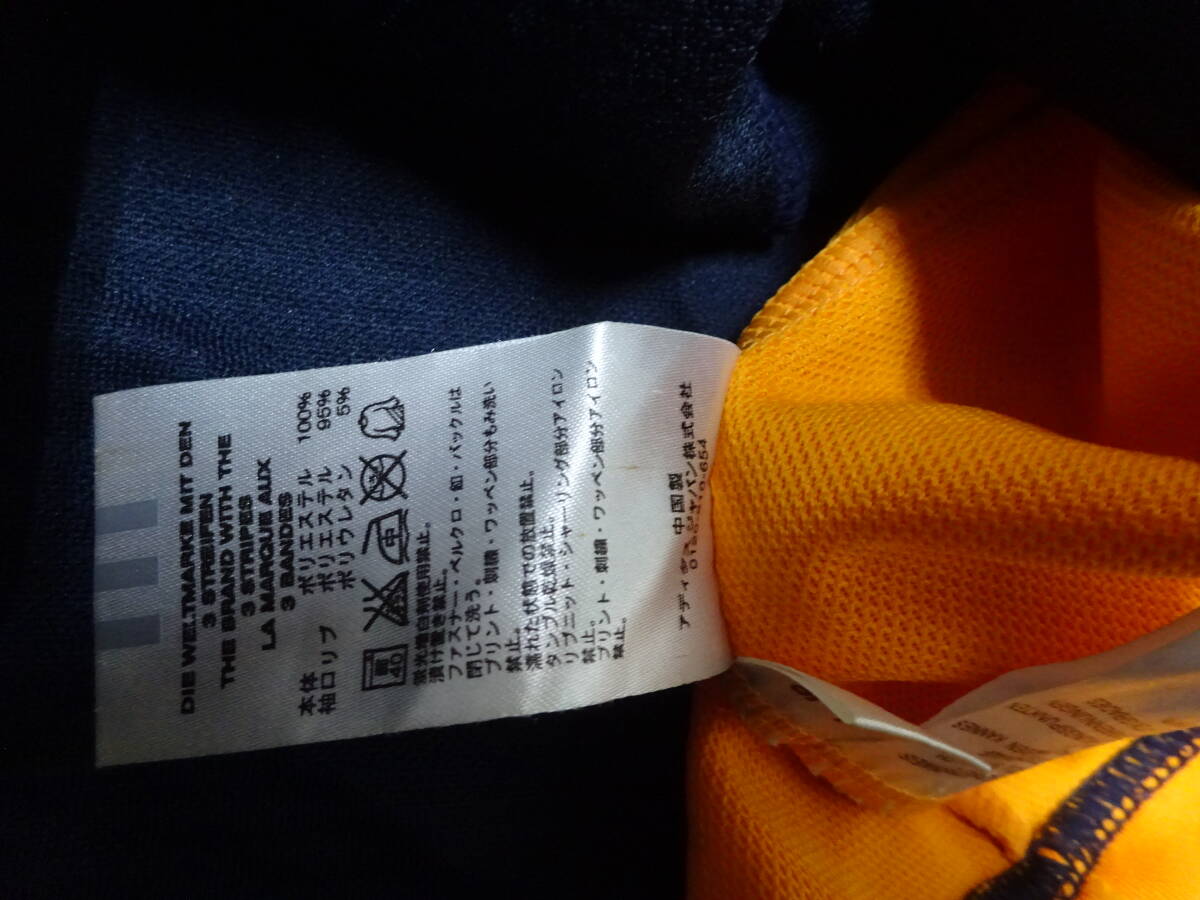 DIE WELTMARKE MIT DEN
3 STREIFEN
THE BRAND WITH THE
3 STRIPES
LA MARQUE AUX
3 BANDES
本体 ポリエステル 100%
袖口リブ ポリエステル 95%
ポリウレタン 5%
40
蛍光増白剤使用禁止。
漬け置き禁止。
ファスナー・ベルクロ・釦・バックルは
閉じて洗う。
プリント・刺繍・ワッペン部分もみ洗い
禁止。
濡れた状態での放置禁止。
タンブル乾燥禁止。
リブニット・シャーリング部分アイロン
禁止。
プリント・刺繍・ワッペン部分アイロン
禁止。
中国製
アディダス ジャパン株式会社